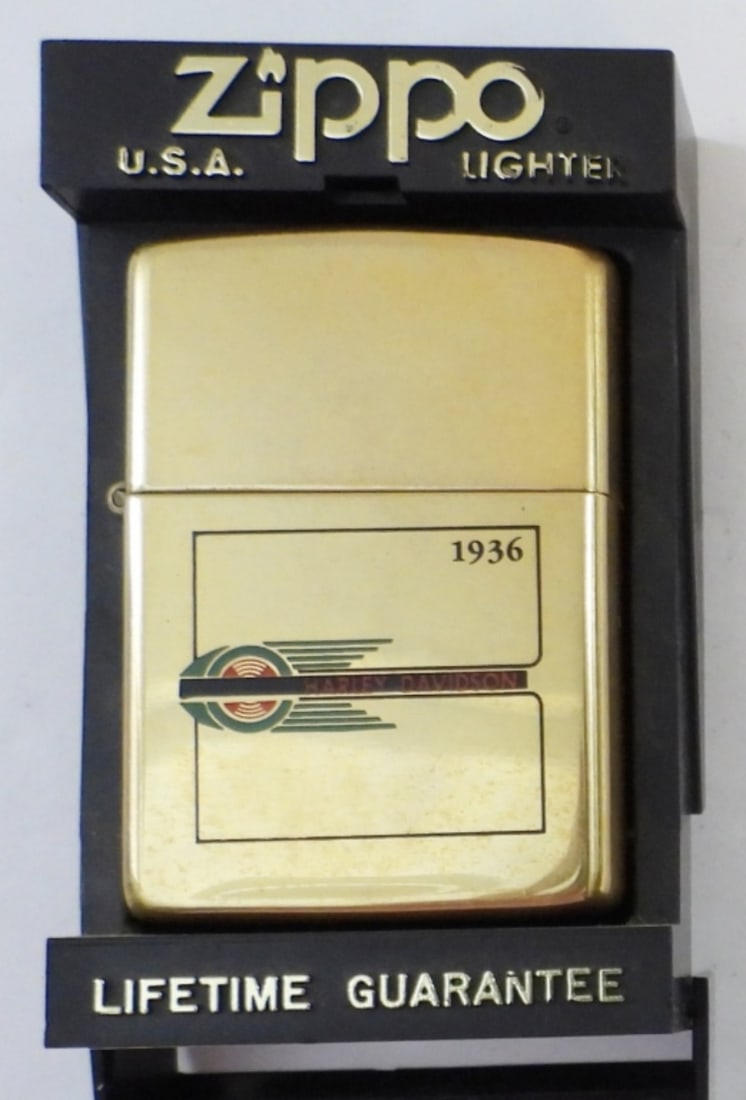 Zippo®
U.S.A. LIGHTER
1936
HARLEY-DAVIDSON
LIFETIME GUARANTEE